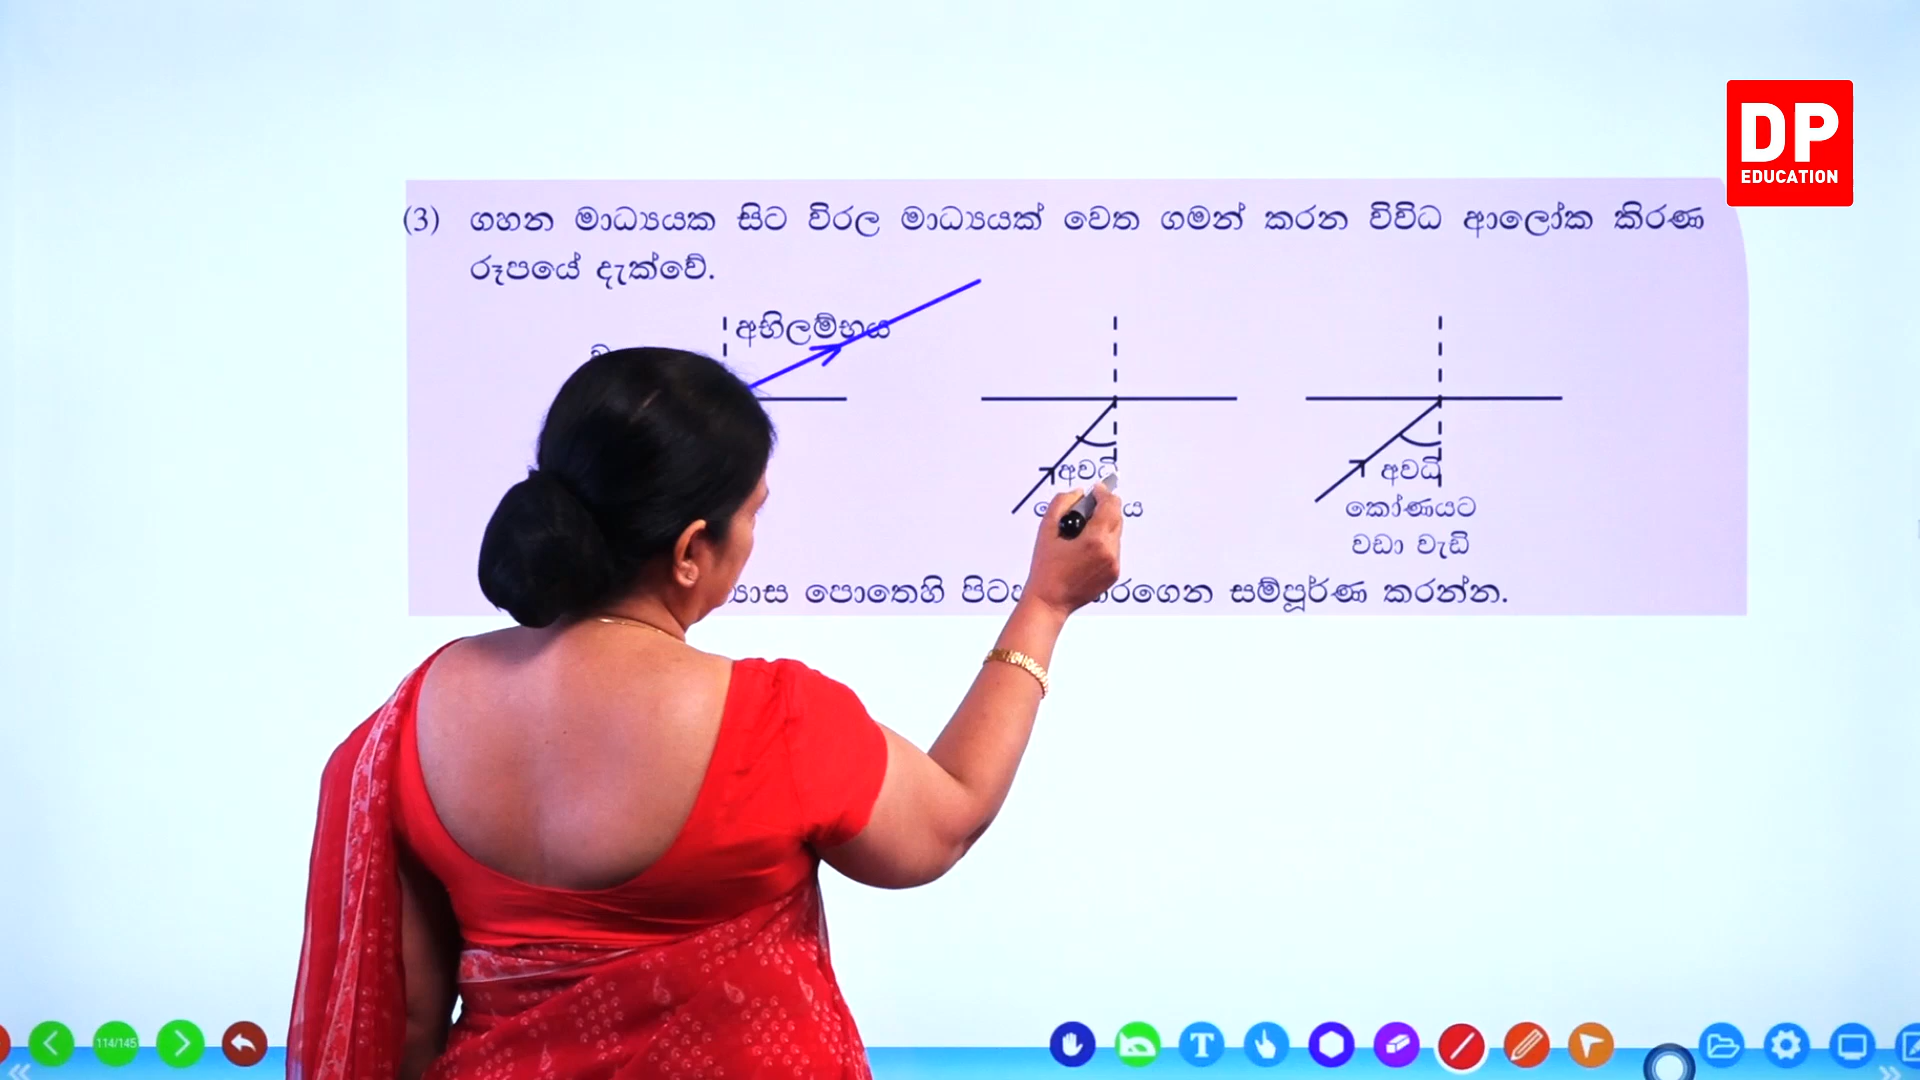 DP
EDUCATION
(3) ගහන මාධ්‍යයක සිට විරල මාධ්‍යයක් වෙත ගමන් කරන විවිධ ආලෝක කිරණ
රූපයේ දැක්වේ.
අභිලම්භය
අවධි
අවධි
කෝණයට
වඩා වැඩි
පොතෙහි සම්පූර්ණ කරන්න.
114/145
T